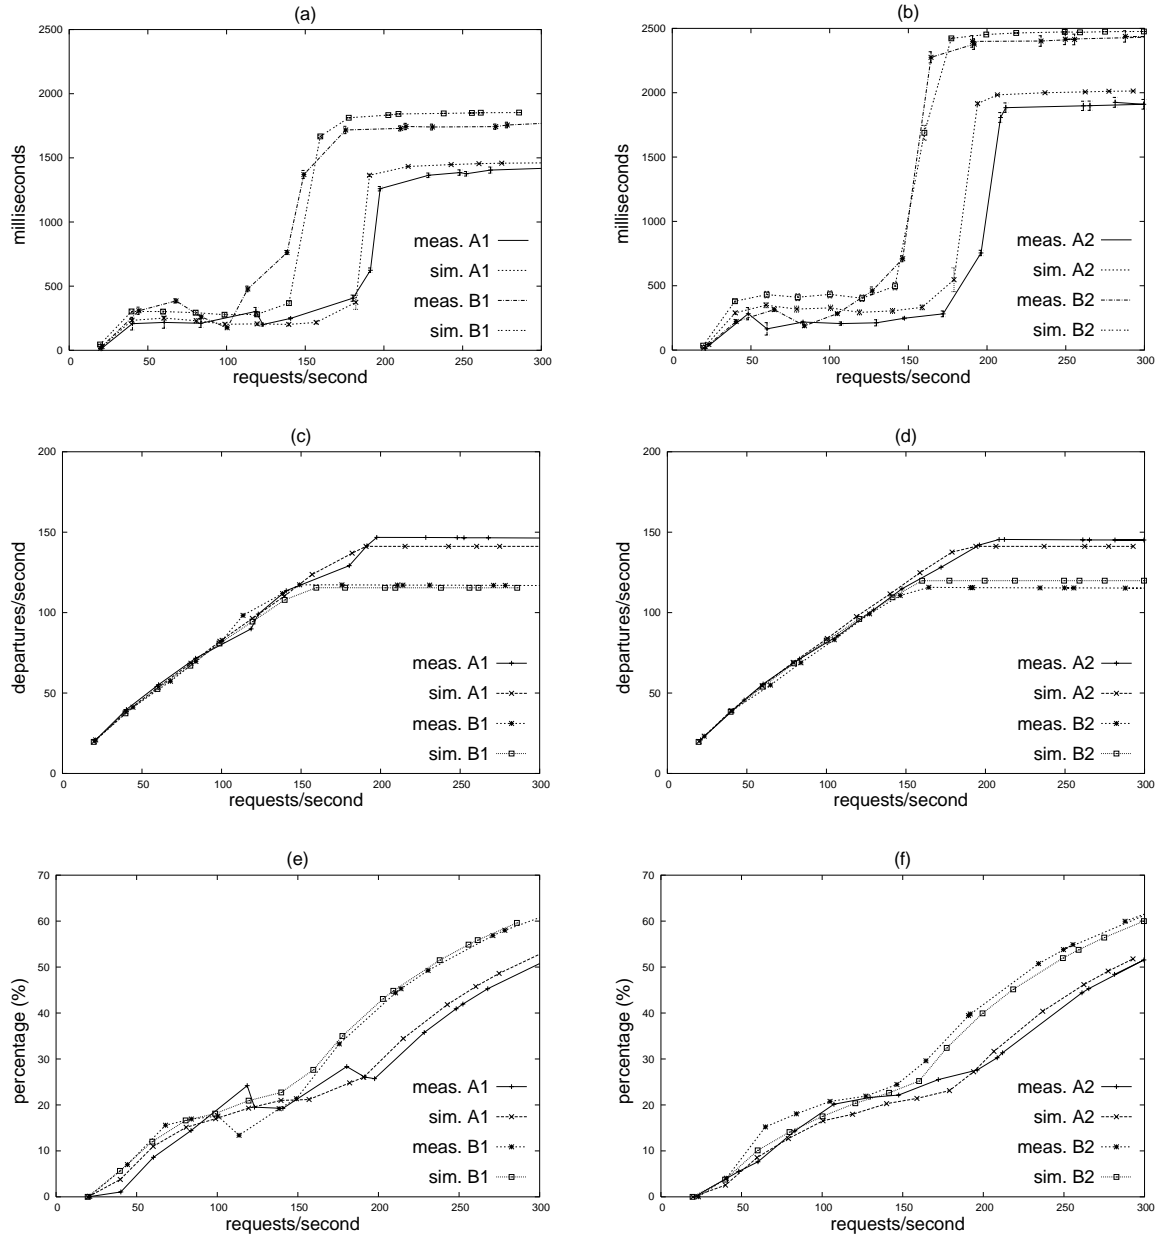 (a)
milliseconds
2500
2000
1500
1000
500
0
0 50 100 150 200 250 300
requests/second
meas. A1
sim. A1
meas. B1
sim. B1
(b)
milliseconds
2500
2000
1500
1000
500
0
0 50 100 150 200 250 300
requests/second
meas. A2
sim. A2
meas. B2
sim. B2
(c)
departures/second
200
150
100
50
0
0 50 100 150 200 250 300
requests/second
meas. A1
sim. A1
meas. B1
sim. B1
(d)
departures/second
200
150
100
50
0
0 50 100 150 200 250 300
requests/second
meas. A2
sim. A2
meas. B2
sim. B2
(e)
percentage (%)
70
60
50
40
30
20
10
0
0 50 100 150 200 250 300
requests/second
meas. A1
sim. A1
meas. B1
sim. B1
(f)
percentage (%)
70
60
50
40
30
20
10
0
0 50 100 150 200 250 300
requests/second
meas. A2
sim. A2
meas. B2
sim. B2